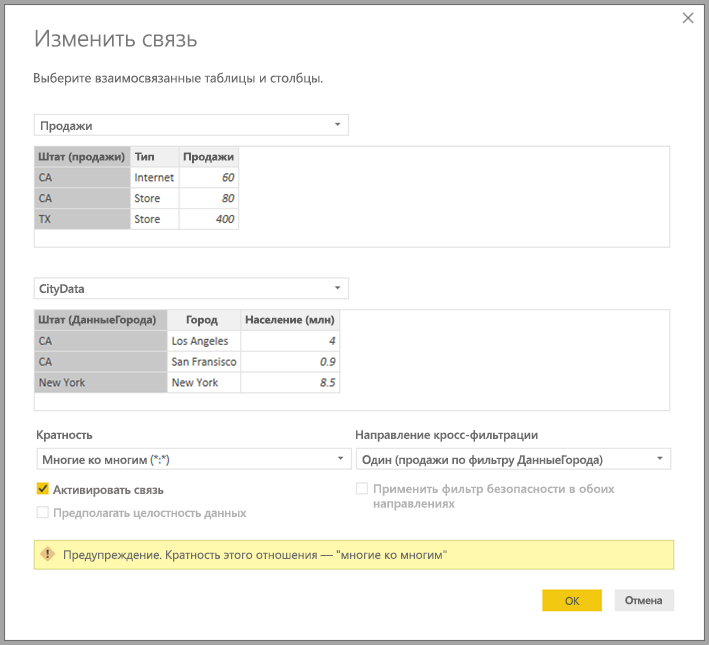 Изменить связь
Выберите взаимосвязанные таблицы и столбцы.
Продажи
Штат (продажи) Тип Продажи
CA Internet 60
CA Store 80
TX Store 400
CityData
Штат (ДанныеГорода) Город Население (млн)
CA Los Angeles 4
CA San Fransisco 0.9
New York New York 8.5
Кратность Направление кросс-фильтрации
Многие ко многим (*:*) Один (продажи по фильтру ДанныеГорода)
Активировать связь Применить фильтр безопасности в обоих
направлениях
Предполагать целостность данных
Предупреждение. Кратность этого отношения — "многие ко многим"
ОК Отмена